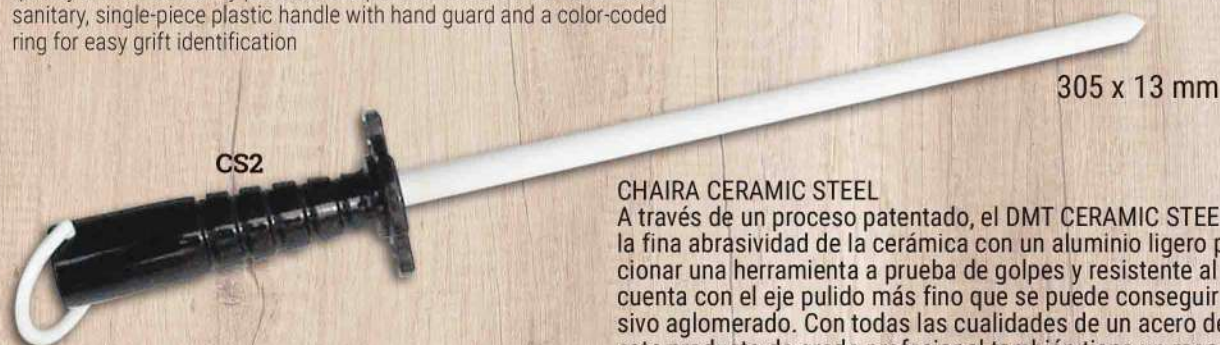 sanitary, single-piece plastic handle with hand guard and a color-coded
ring for easy grift identification
305 x 13 mm
CS2
CHAIRA CERAMIC STEEL
A través de un proceso patentado, el DMT CERAMIC STEE
la fina abrasividad de la cerámica con un aluminio ligero p
cionar una herramienta a prueba de golpes y resistente al
cuenta con el eje pulido más fino que se puede conseguir
sivo aglomerado. Con todas las cualidades de un acero de